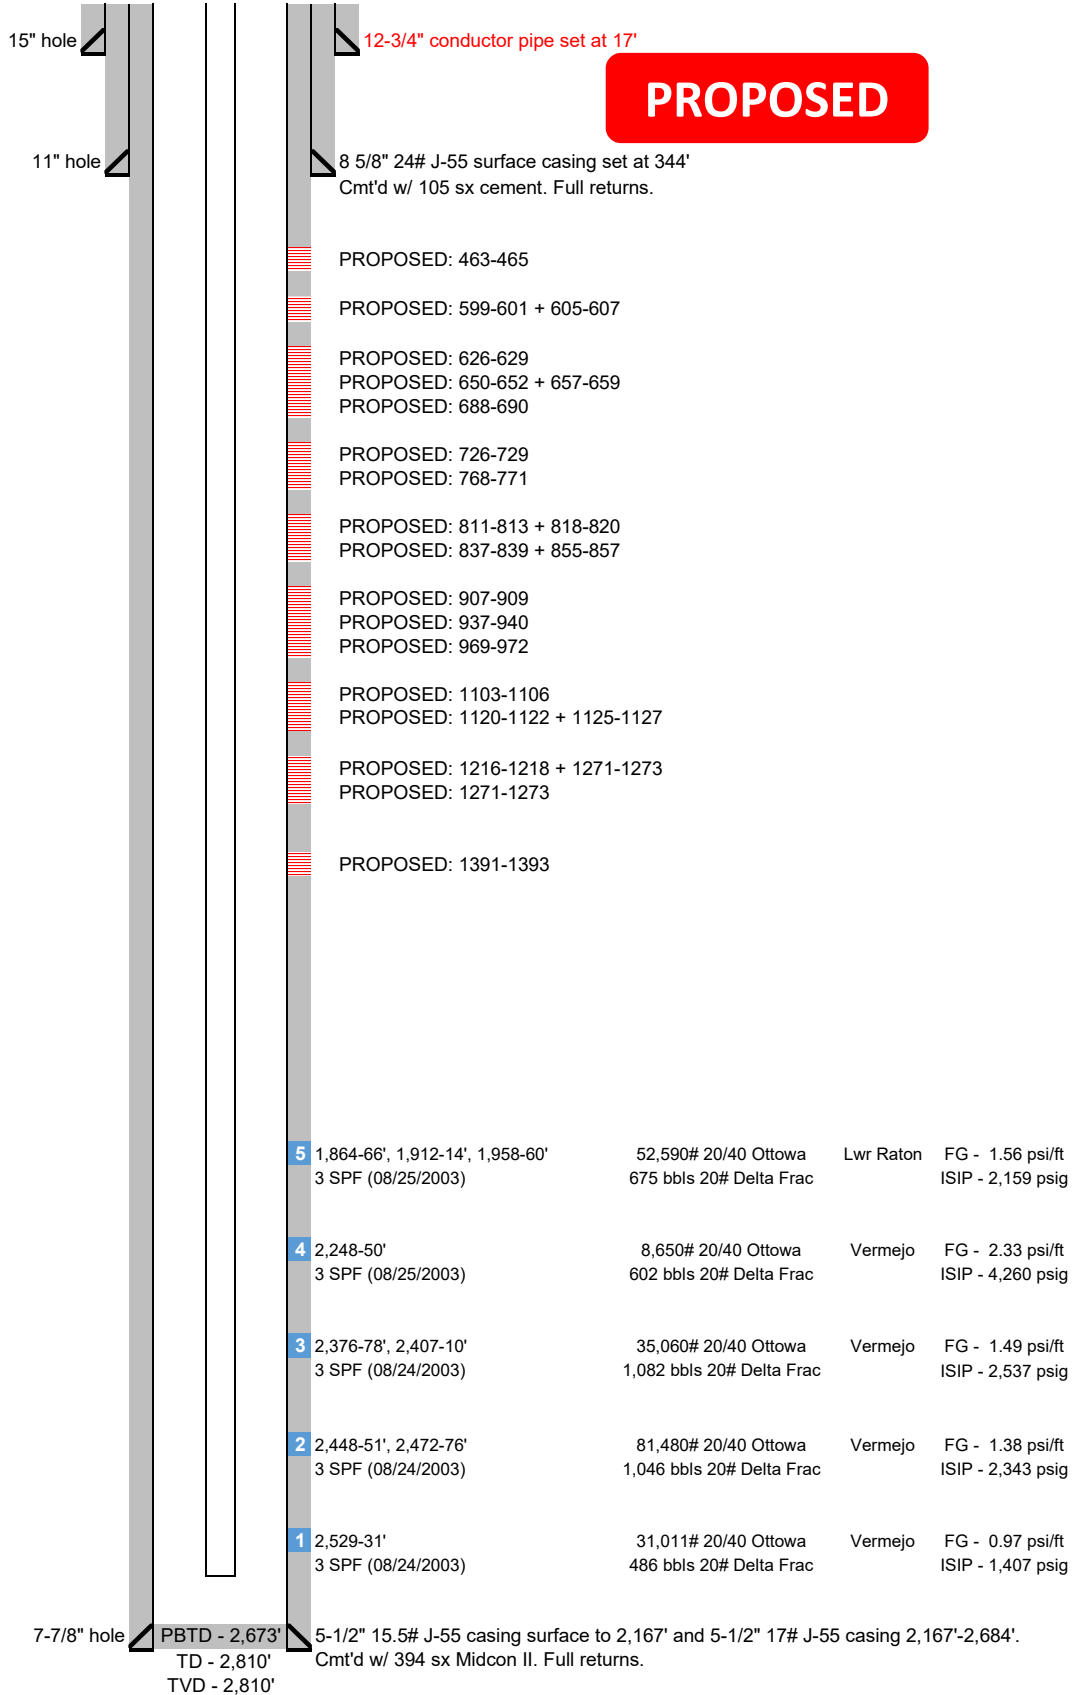 15" hole
12-3/4" conductor pipe set at 17'
PROPOSED
11" hole
8 5/8" 24# J-55 surface casing set at 344'
Cmt'd w/ 105 sx cement. Full returns.
PROPOSED: 463-465
PROPOSED: 599-601 + 605-607
PROPOSED: 626-629
PROPOSED: 650-652 + 657-659
PROPOSED: 688-690
PROPOSED: 726-729
PROPOSED: 768-771
PROPOSED: 811-813 + 818-820
PROPOSED: 837-839 + 855-857
PROPOSED: 907-909
PROPOSED: 937-940
PROPOSED: 969-972
PROPOSED: 1103-1106
PROPOSED: 1120-1122 + 1125-1127
PROPOSED: 1216-1218 + 1271-1273
PROPOSED: 1271-1273
PROPOSED: 1391-1393
5 1,864-66', 1,912-14', 1,958-60' 52,590# 20/40 Ottowa Lwr Raton FG - 1.56 psi/ft
3 SPF (08/25/2003) 675 bbls 20# Delta Frac ISIP - 2,159 psig
4 2,248-50' 8,650# 20/40 Ottowa Vermejo FG - 2.33 psi/ft
3 SPF (08/25/2003) 602 bbls 20# Delta Frac ISIP - 4,260 psig
3 2,376-78', 2,407-10' 35,060# 20/40 Ottowa Vermejo FG - 1.49 psi/ft
3 SPF (08/24/2003) 1,082 bbls 20# Delta Frac ISIP - 2,537 psig
2 2,448-51', 2,472-76' 81,480# 20/40 Ottowa Vermejo FG - 1.38 psi/ft
3 SPF (08/24/2003) 1,046 bbls 20# Delta Frac ISIP - 2,343 psig
1 2,529-31' 31,011# 20/40 Ottowa Vermejo FG - 0.97 psi/ft
3 SPF (08/24/2003) 486 bbls 20# Delta Frac ISIP - 1,407 psig
7-7/8" hole PBTD - 2,673' 5-1/2" 15.5# J-55 casing surface to 2,167' and 5-1/2" 17# J-55 casing 2,167'-2,684'.
TD - 2,810' Cmt'd w/ 394 sx Midcon II. Full returns.
TVD - 2,810'